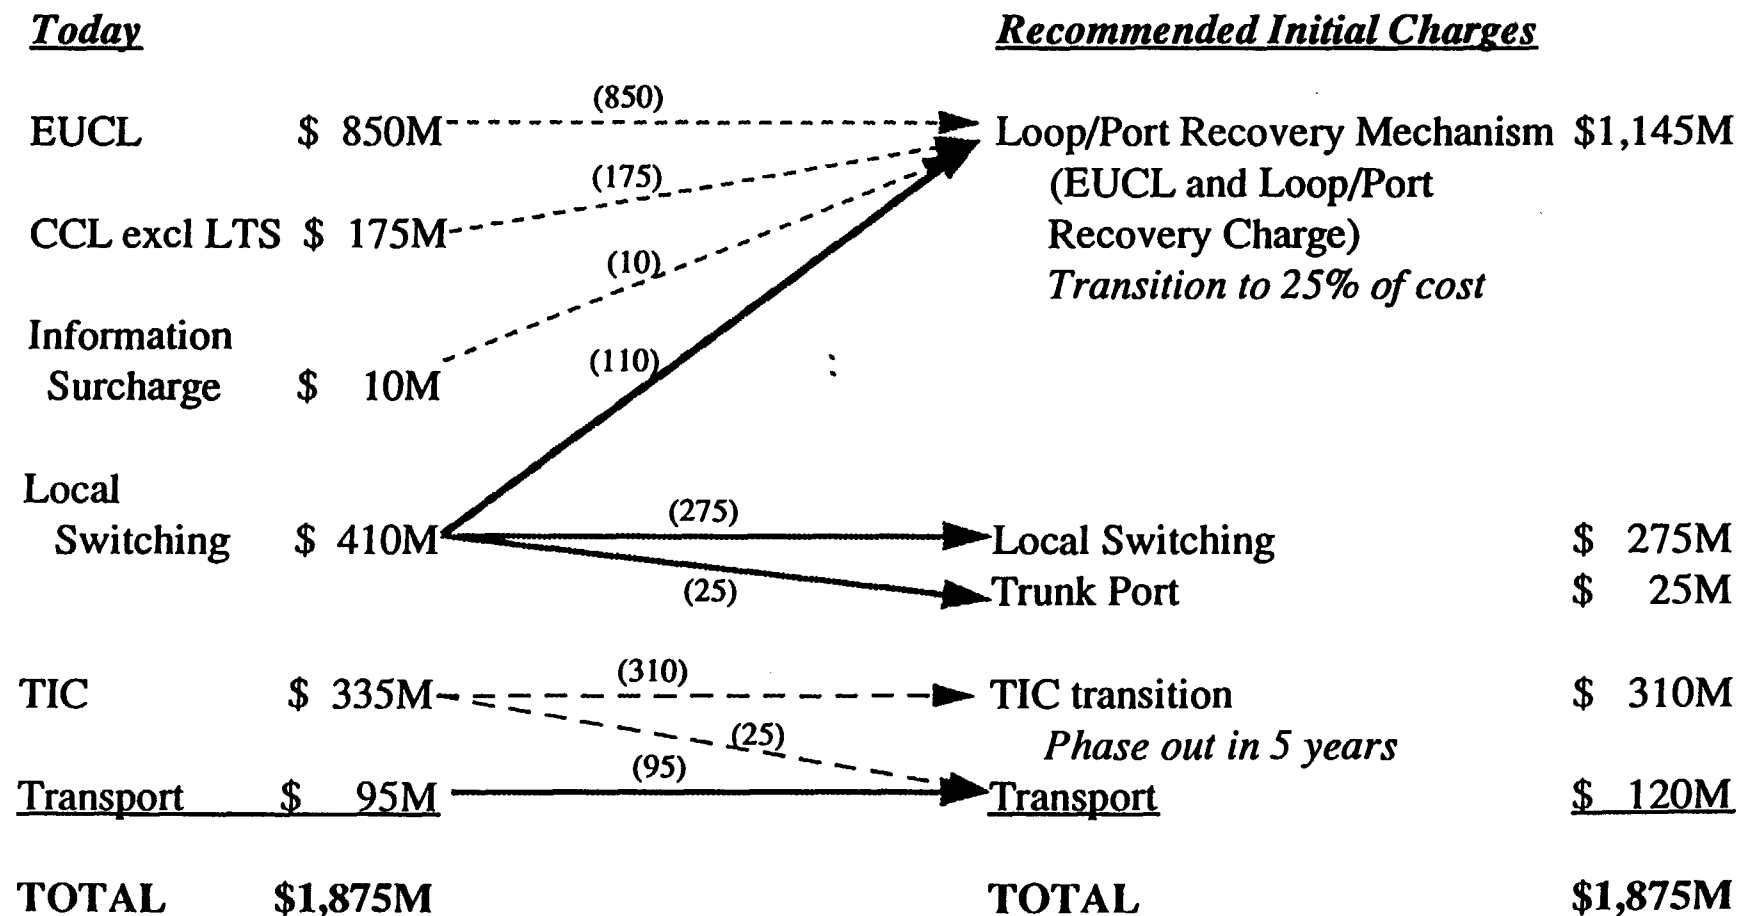 Today Recommended Initial Charges
(850)
EUCL $ 850M Loop/Port Recovery Mechanism $1,145M
(175) (EUCL and Loop/Port
CCL excl LTS $ 175M Recovery Charge)
(10) Transition to 25% of cost
Information
(110)
Surcharge $ 10M
Local
(275)
Switching $ 410M Local Switching $ 275M
(25) Trunk Port $ 25M
(310)
TIC $ 335M TIC transition $ 310M
(25) Phase out in 5 years
(95)
Transport $ 95M Transport $ 120M
TOTAL $1,875M TOTAL $1,875M